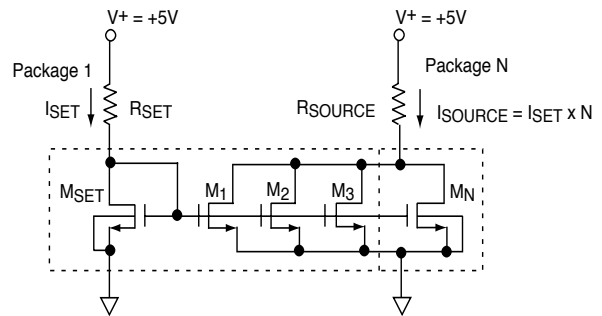 V+ = +5V
V+ = +5V
Package 1
Package N
ISET
RSET
RSOURCE
ISOURCE = ISET x N
MSET
M1
M2
M3
MN